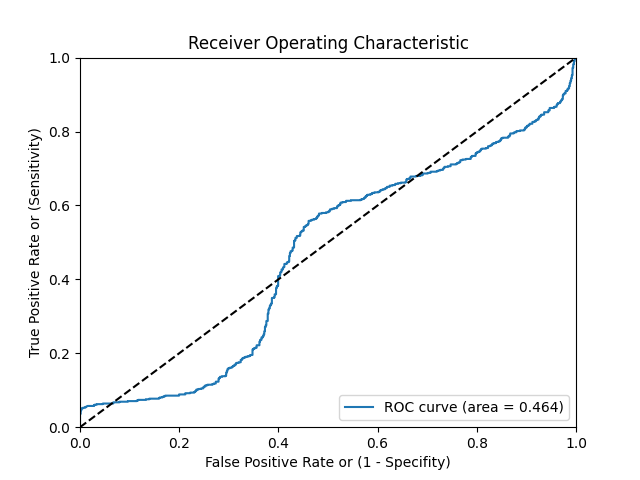 Receiver Operating Characteristic
1.0
0.8
0.6
0.4
0.2
0.0
True Positive Rate or (Sensitivity)
ROC curve (area = 0.464)
0.0 0.2 0.4 0.6 0.8 1.0
False Positive Rate or (1 - Specifity)